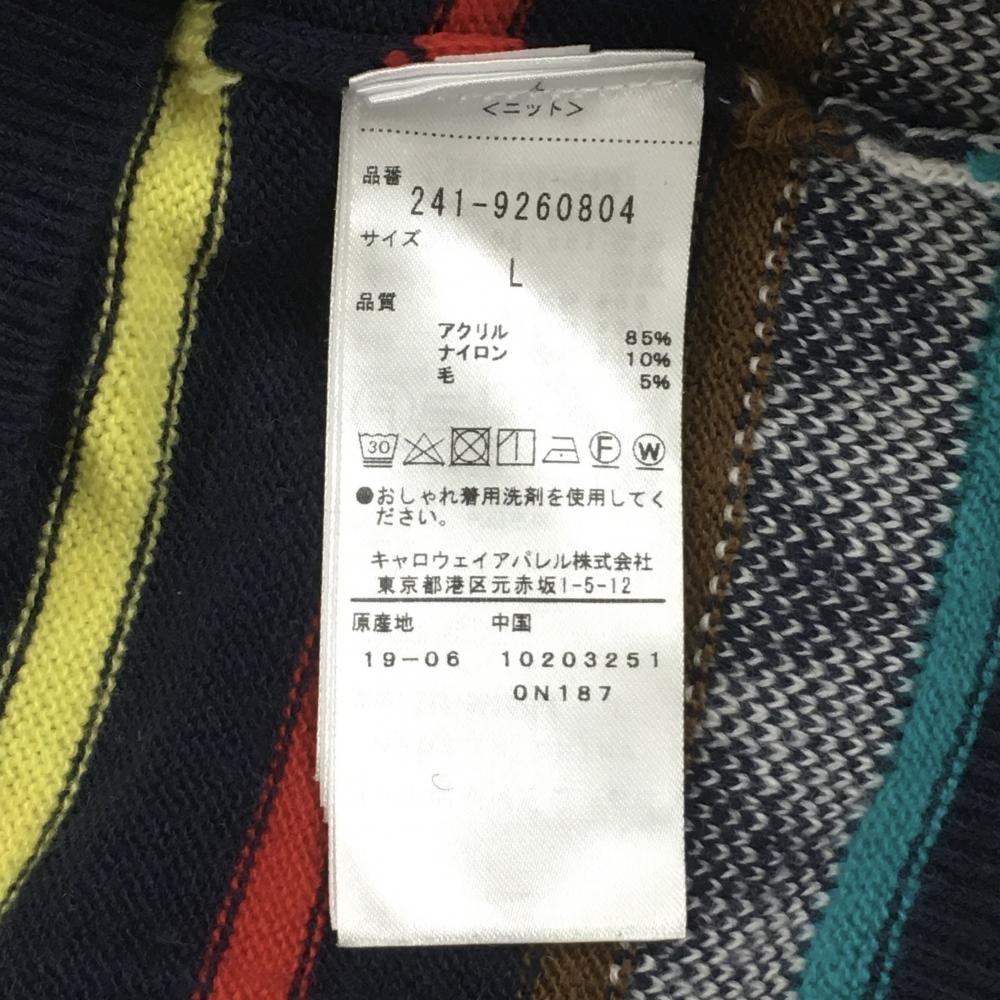 <ニット>
品番
241-9260804
サイズ
L
品質
アクリル 85%
ナイロン 10%
毛 5%
30 F W
●おしゃれ着用洗剤を使用してく
ださい。
キャロウェイアパレル株式会社
東京都港区元赤坂1-5-12
原産地 中国
19-06 10203251
0N187